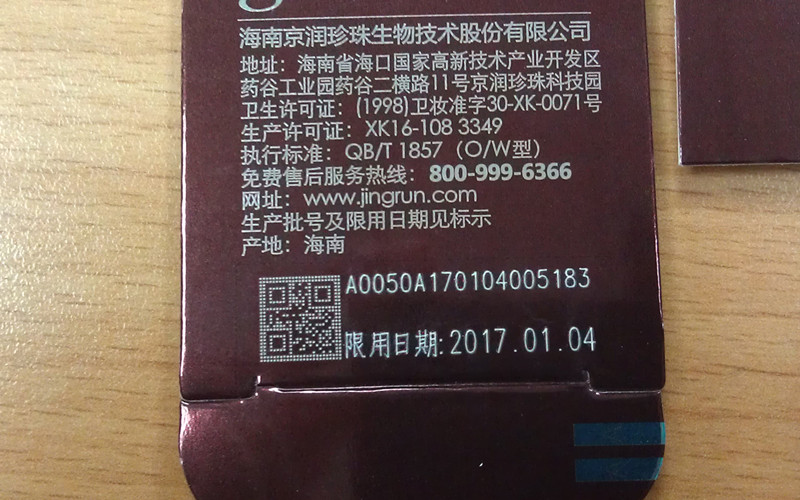 海南京润珍珠生物技术股份有限公司
地址：海南省海口国家高新技术产业开发区
药谷工业园药谷二横路11号京润珍珠科技园
卫生许可证：(1998)卫妆准字30-XK-0071号
生产许可证：XK16-108 3349
执行标准：QB/T 1857（O/W型）
免费售后服务热线：800-999-6366
网址：www.jingrun.com
生产批号及限用日期见标示
产地：海南
A0050A170104005183
限用日期:2017.01.04